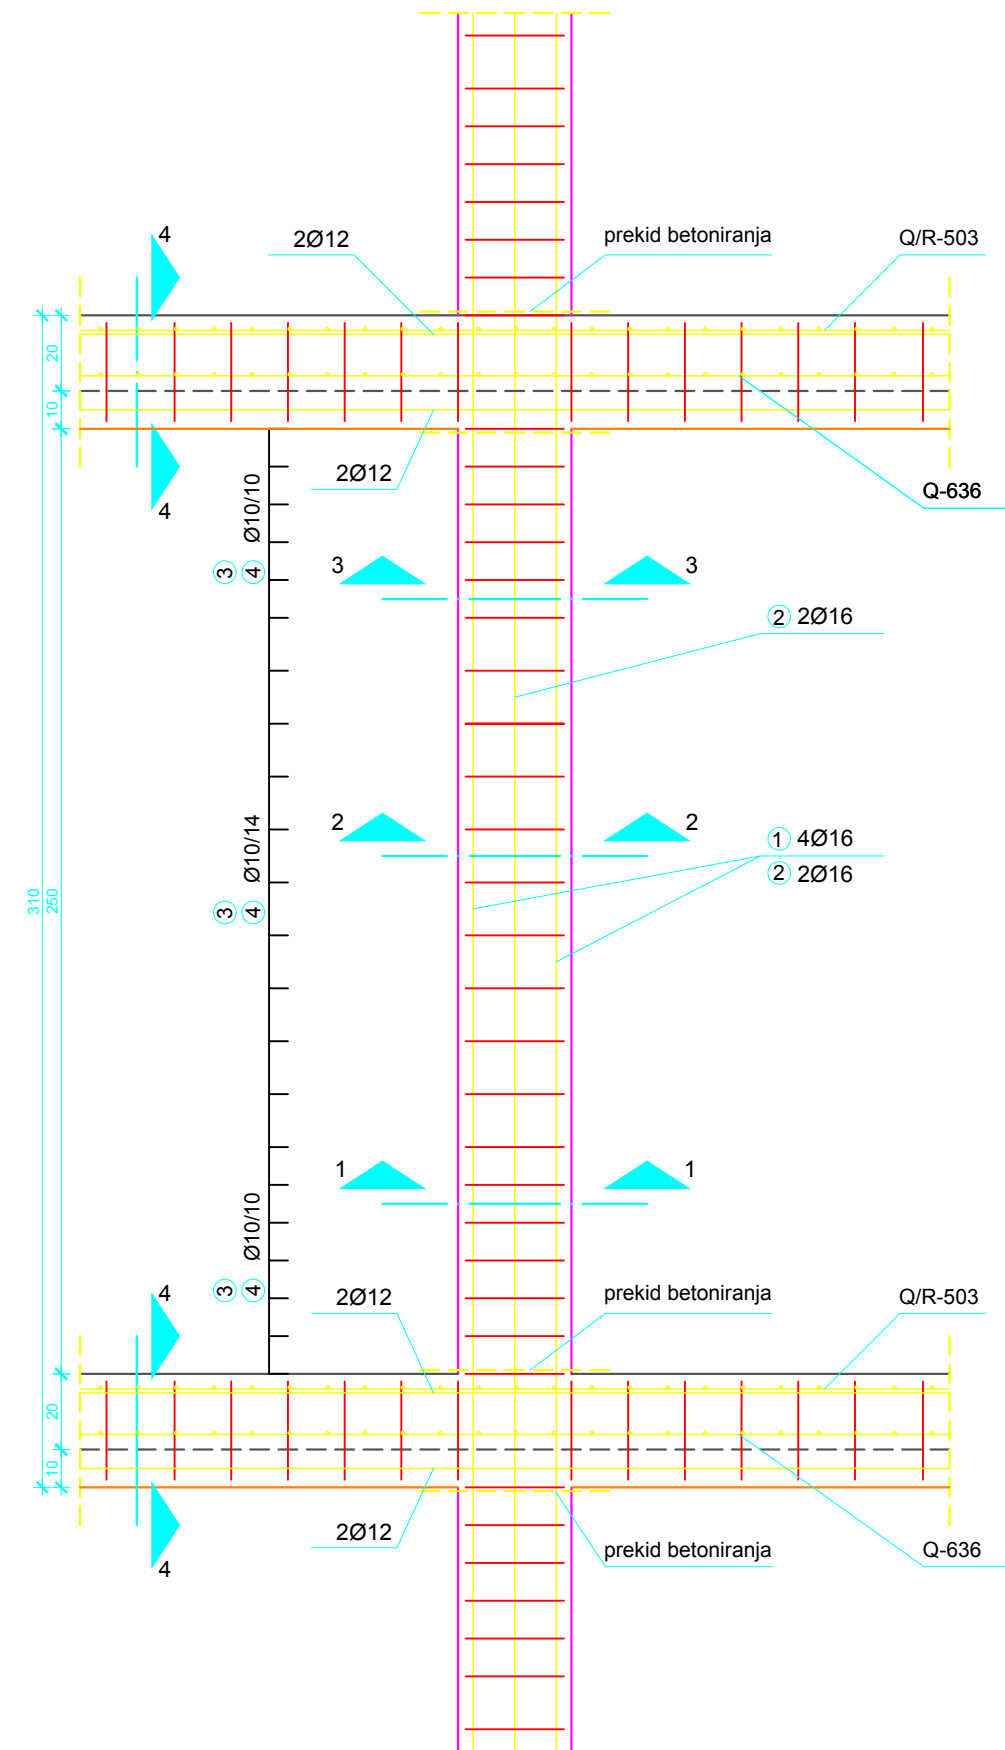 4
2Ø12
prekid betoniranja
Q/R-503
20
10
2Ø12
4
Q-636
Ø10/10
3 4
3
3
2 2Ø16
310
250
Ø10/14
3 4
2
2
1 4Ø16
2 2Ø16
1
1
Ø10/10
3 4
4
2Ø12
prekid betoniranja
Q/R-503
20
10
2Ø12
prekid betoniranja
Q-636
4